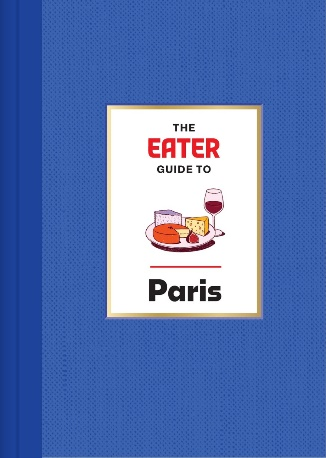 THE
EATER
GUIDE TO
Paris